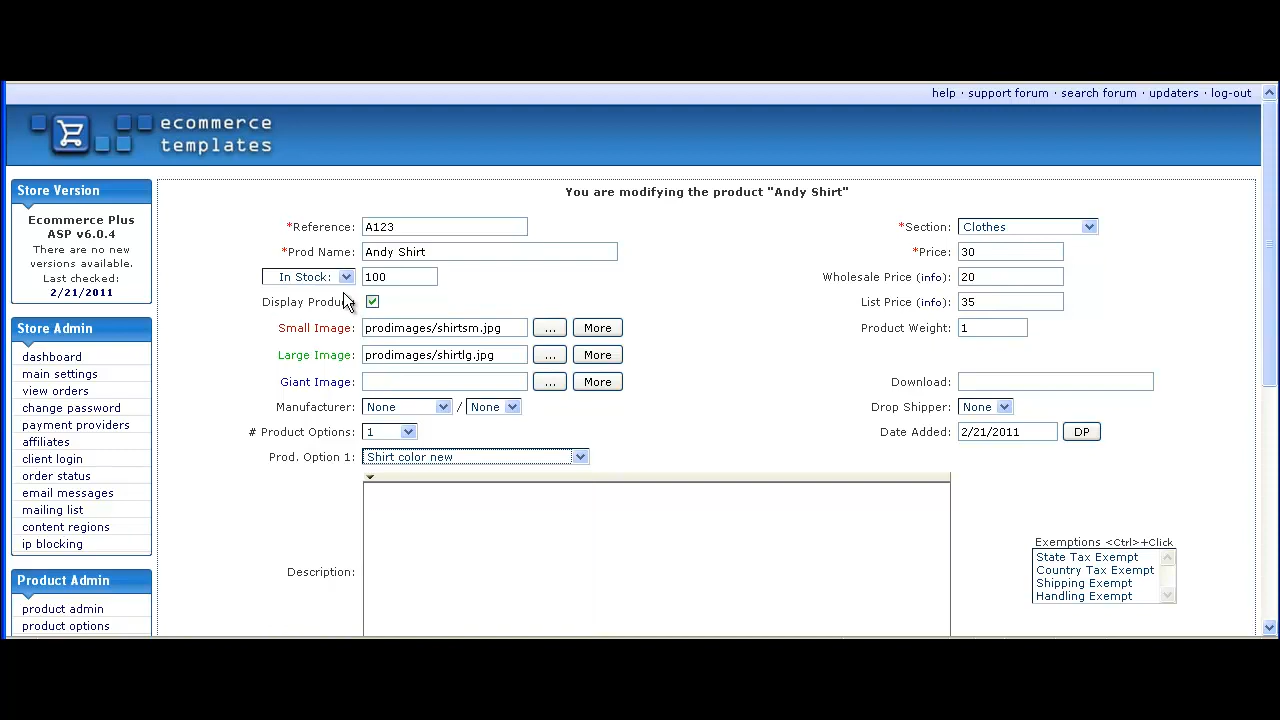 help · support forum · search forum · updaters · log-out
ecommerce
templates
Store Version
Ecommerce Plus
ASP v6.0.4
There are no new
versions available.
Last checked:
2/21/2011
Store Admin
dashboard
main settings
view orders
change password
payment providers
affiliates
client login
order status
email messages
mailing list
content regions
ip blocking
Product Admin
product admin
product options
You are modifying the product "Andy Shirt"
*Reference: A123
*Prod Name: Andy Shirt
In Stock: 100
Display Produ
Small Image: prodimages/shirtsm.jpg ... More
Large Image: prodimages/shirtlg.jpg ... More
Giant Image: ... More
Manufacturer: None / None
# Product Options: 1
Prod. Option 1: Shirt color new
Description:
*Section: Clothes
*Price: 30
Wholesale Price (info): 20
List Price (info): 35
Product Weight: 1
Download:
Drop Shipper: None
Date Added: 2/21/2011 DP
Exemptions <Ctrl>+Click
State Tax Exempt
Country Tax Exempt
Shipping Exempt
Handling Exempt